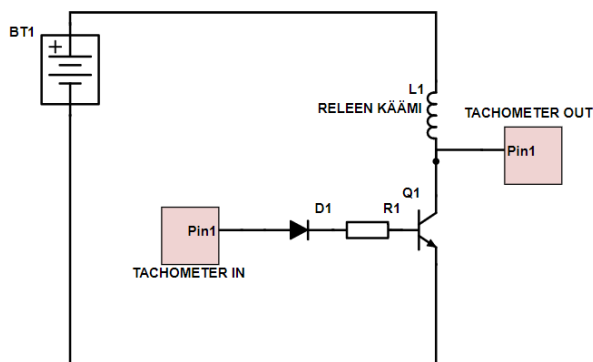 BT1
L1
RELEEN KÄÄMI
TACHOMETER OUT
Pin1
Q1
D1
R1
Pin1
TACHOMETER IN